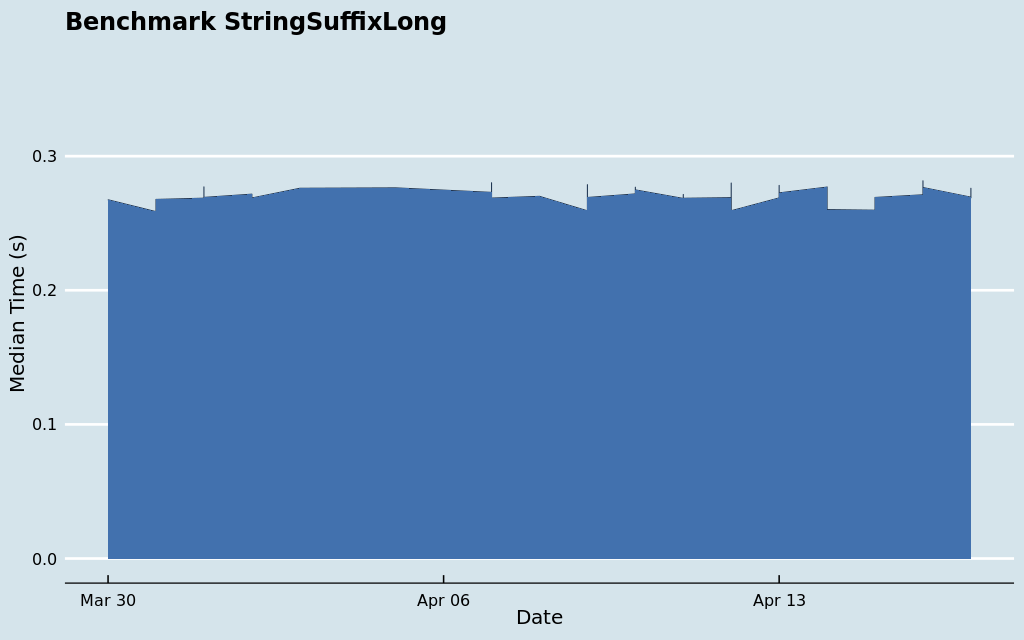 Benchmark StringSuffixLong
Median Time (s)
0.3
0.2
0.1
0.0
Mar 30
Apr 06
Apr 13
Date